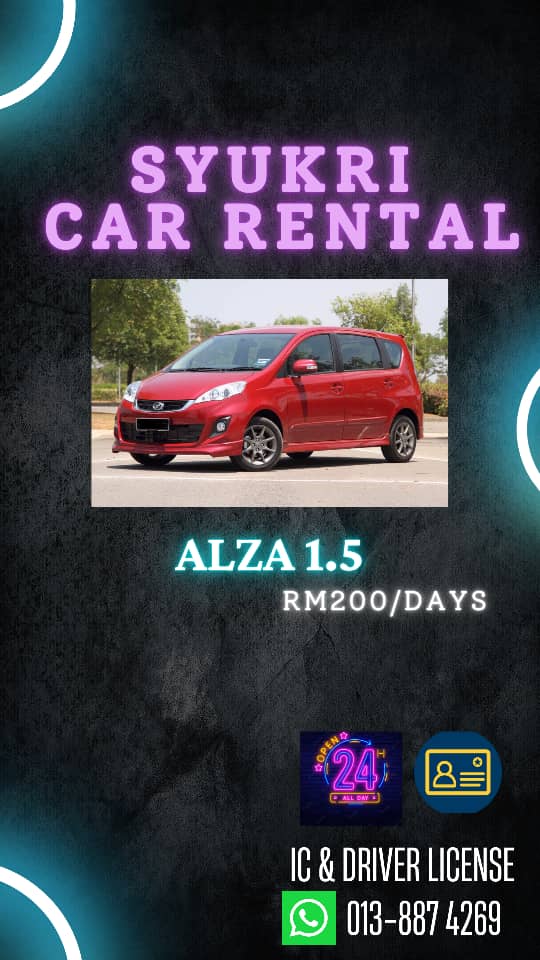 SYUKRI
CAR RENTAL
ALZA 1.5
RM200/DAYS
OPEN
24H
ALL DAY
IC & DRIVER LICENSE
013-887 4269